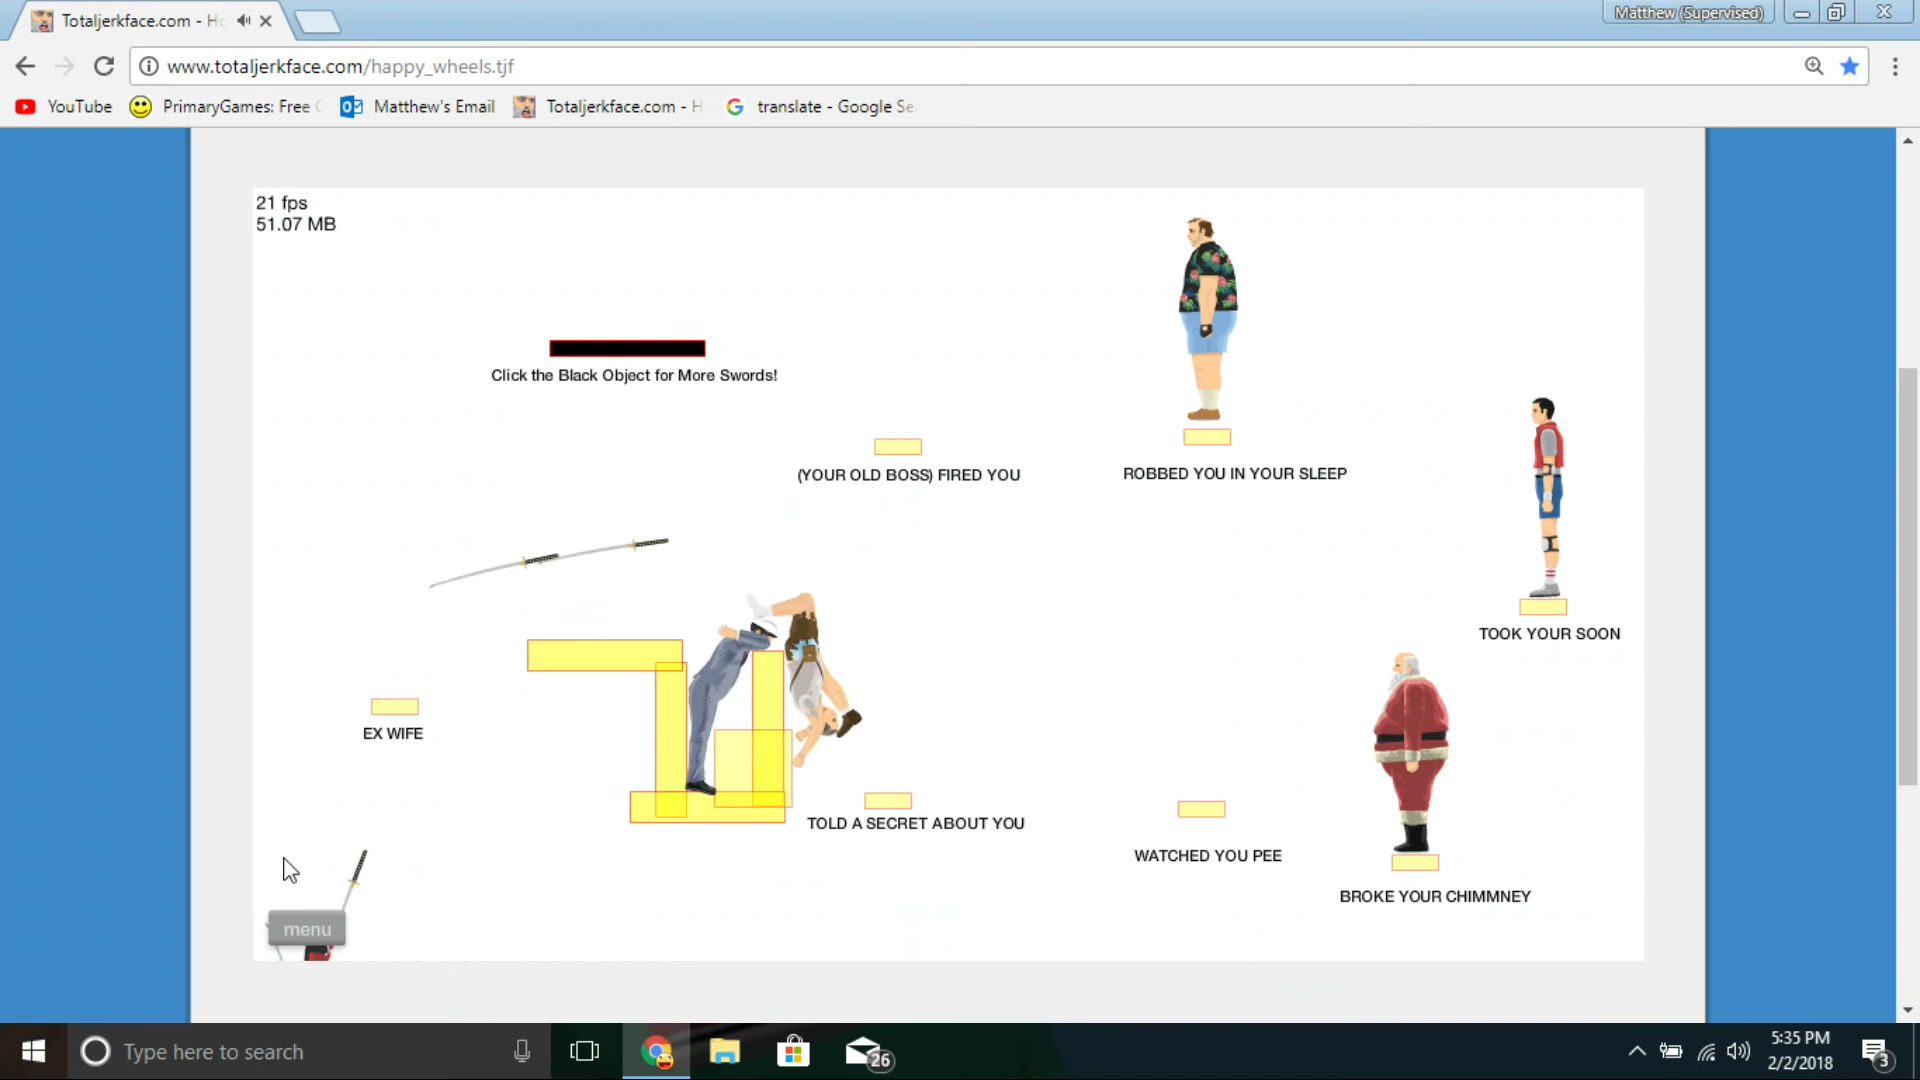 Totaljerkface.com - Ho
Matthew (Supervised)
www.totaljerkface.com/happy_wheels.tjf
YouTube
PrimaryGames: Free
Matthew's Email
Totaljerkface.com - H
translate - Google Se
21 fps
51.07 MB
Click the Black Object for More Swords!
(YOUR OLD BOSS) FIRED YOU
ROBBED YOU IN YOUR SLEEP
TOOK YOUR SOON
EX WIFE
TOLD A SECRET ABOUT YOU
WATCHED YOU PEE
BROKE YOUR CHIMMNEY
menu
Type here to search
26
5:35 PM
2/2/2018
3